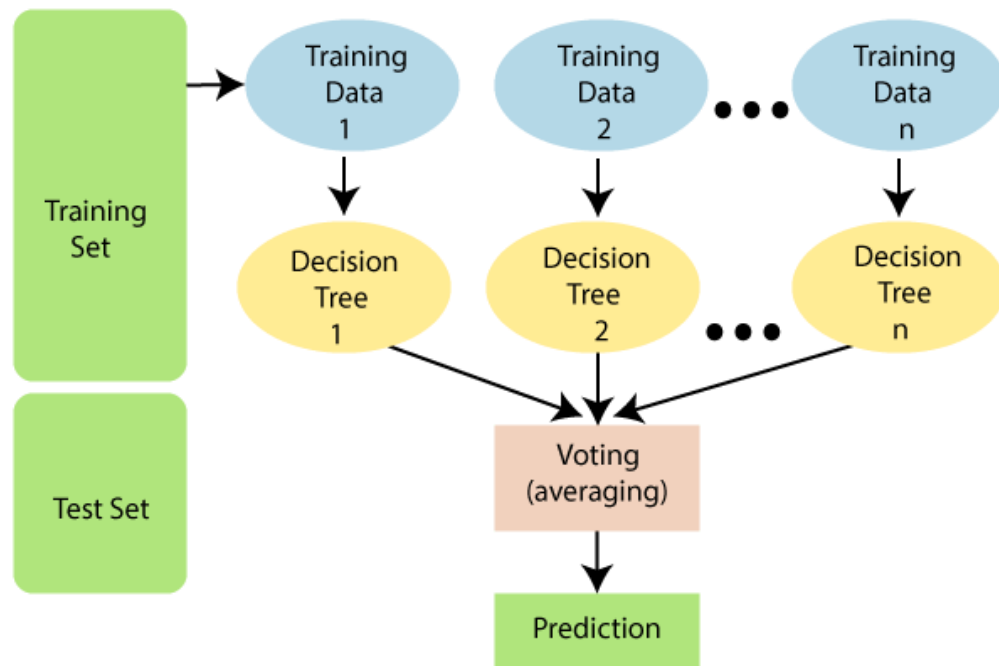 Training
Set
Test Set
Training
Data
1
Training
Data
2
Training
Data
n
Decision
Tree
1
Decision
Tree
2
Decision
Tree
n
Voting
(averaging)
Prediction